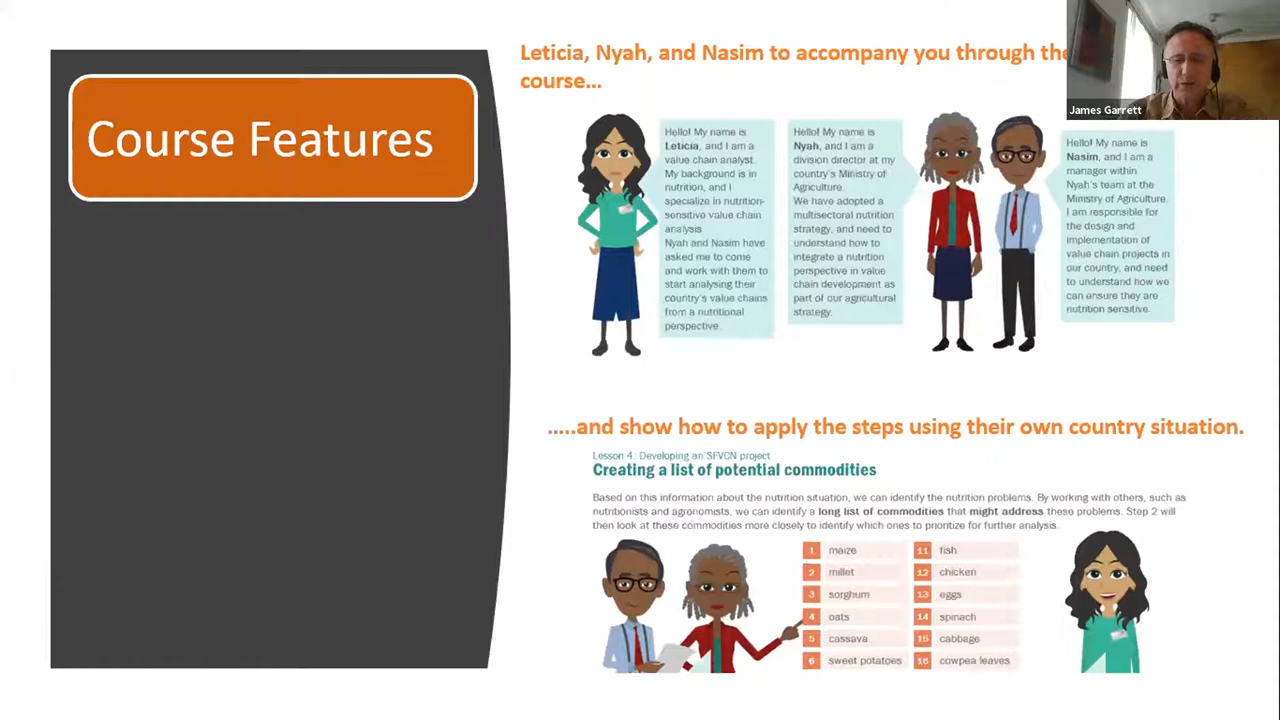 Course Features
Leticia, Nyah, and Nasim to accompany you through the
course...
James Garrett
Hello! My name is
Leticia, and I am a
value chain analyst.
My background is in
nutrition, and I
specialize in nutrition-
sensitive value chain
analysis
Nyah and Nasim have
asked me to come
and work with them to
start analysing their
country's value chains
from a nutritional
perspective.
Hello! My name is
Nyah, and I am a
division director at my
country's Ministry of
Agriculture.
We have adopted a
multisectoral nutrition
strategy, and need to
understand how to
integrate a nutrition
perspective in value
chain development as
part of our agricultural
strategy.
Hello! My name is
Nasim, and I am a
manager within
Nyah's team at the
Ministry of Agriculture.
I am responsible for
the design and
implementation of
value chain projects in
our country, and need
to understand how we
can ensure they are
nutrition sensitive.
.....and show how to apply the steps using their own country situation.
Lesson 4: Developing an SFVCN project
Creating a list of potential commodities
Based on this information about the nutrition situation, we can identify the nutrition problems. By working with others, such as
nutritionists and agronomists, we can identify a long list of commodities that might address these problems. Step 2 will
then look at these commodities more closely to identify which ones to prioritize for further analysis.
1 maize
2 millet
3 sorghum
4 oats
5 cassava
6 sweet potatoes
11 fish
12 chicken
13 eggs
14 spinach
15 cabbage
16 cowpea leaves